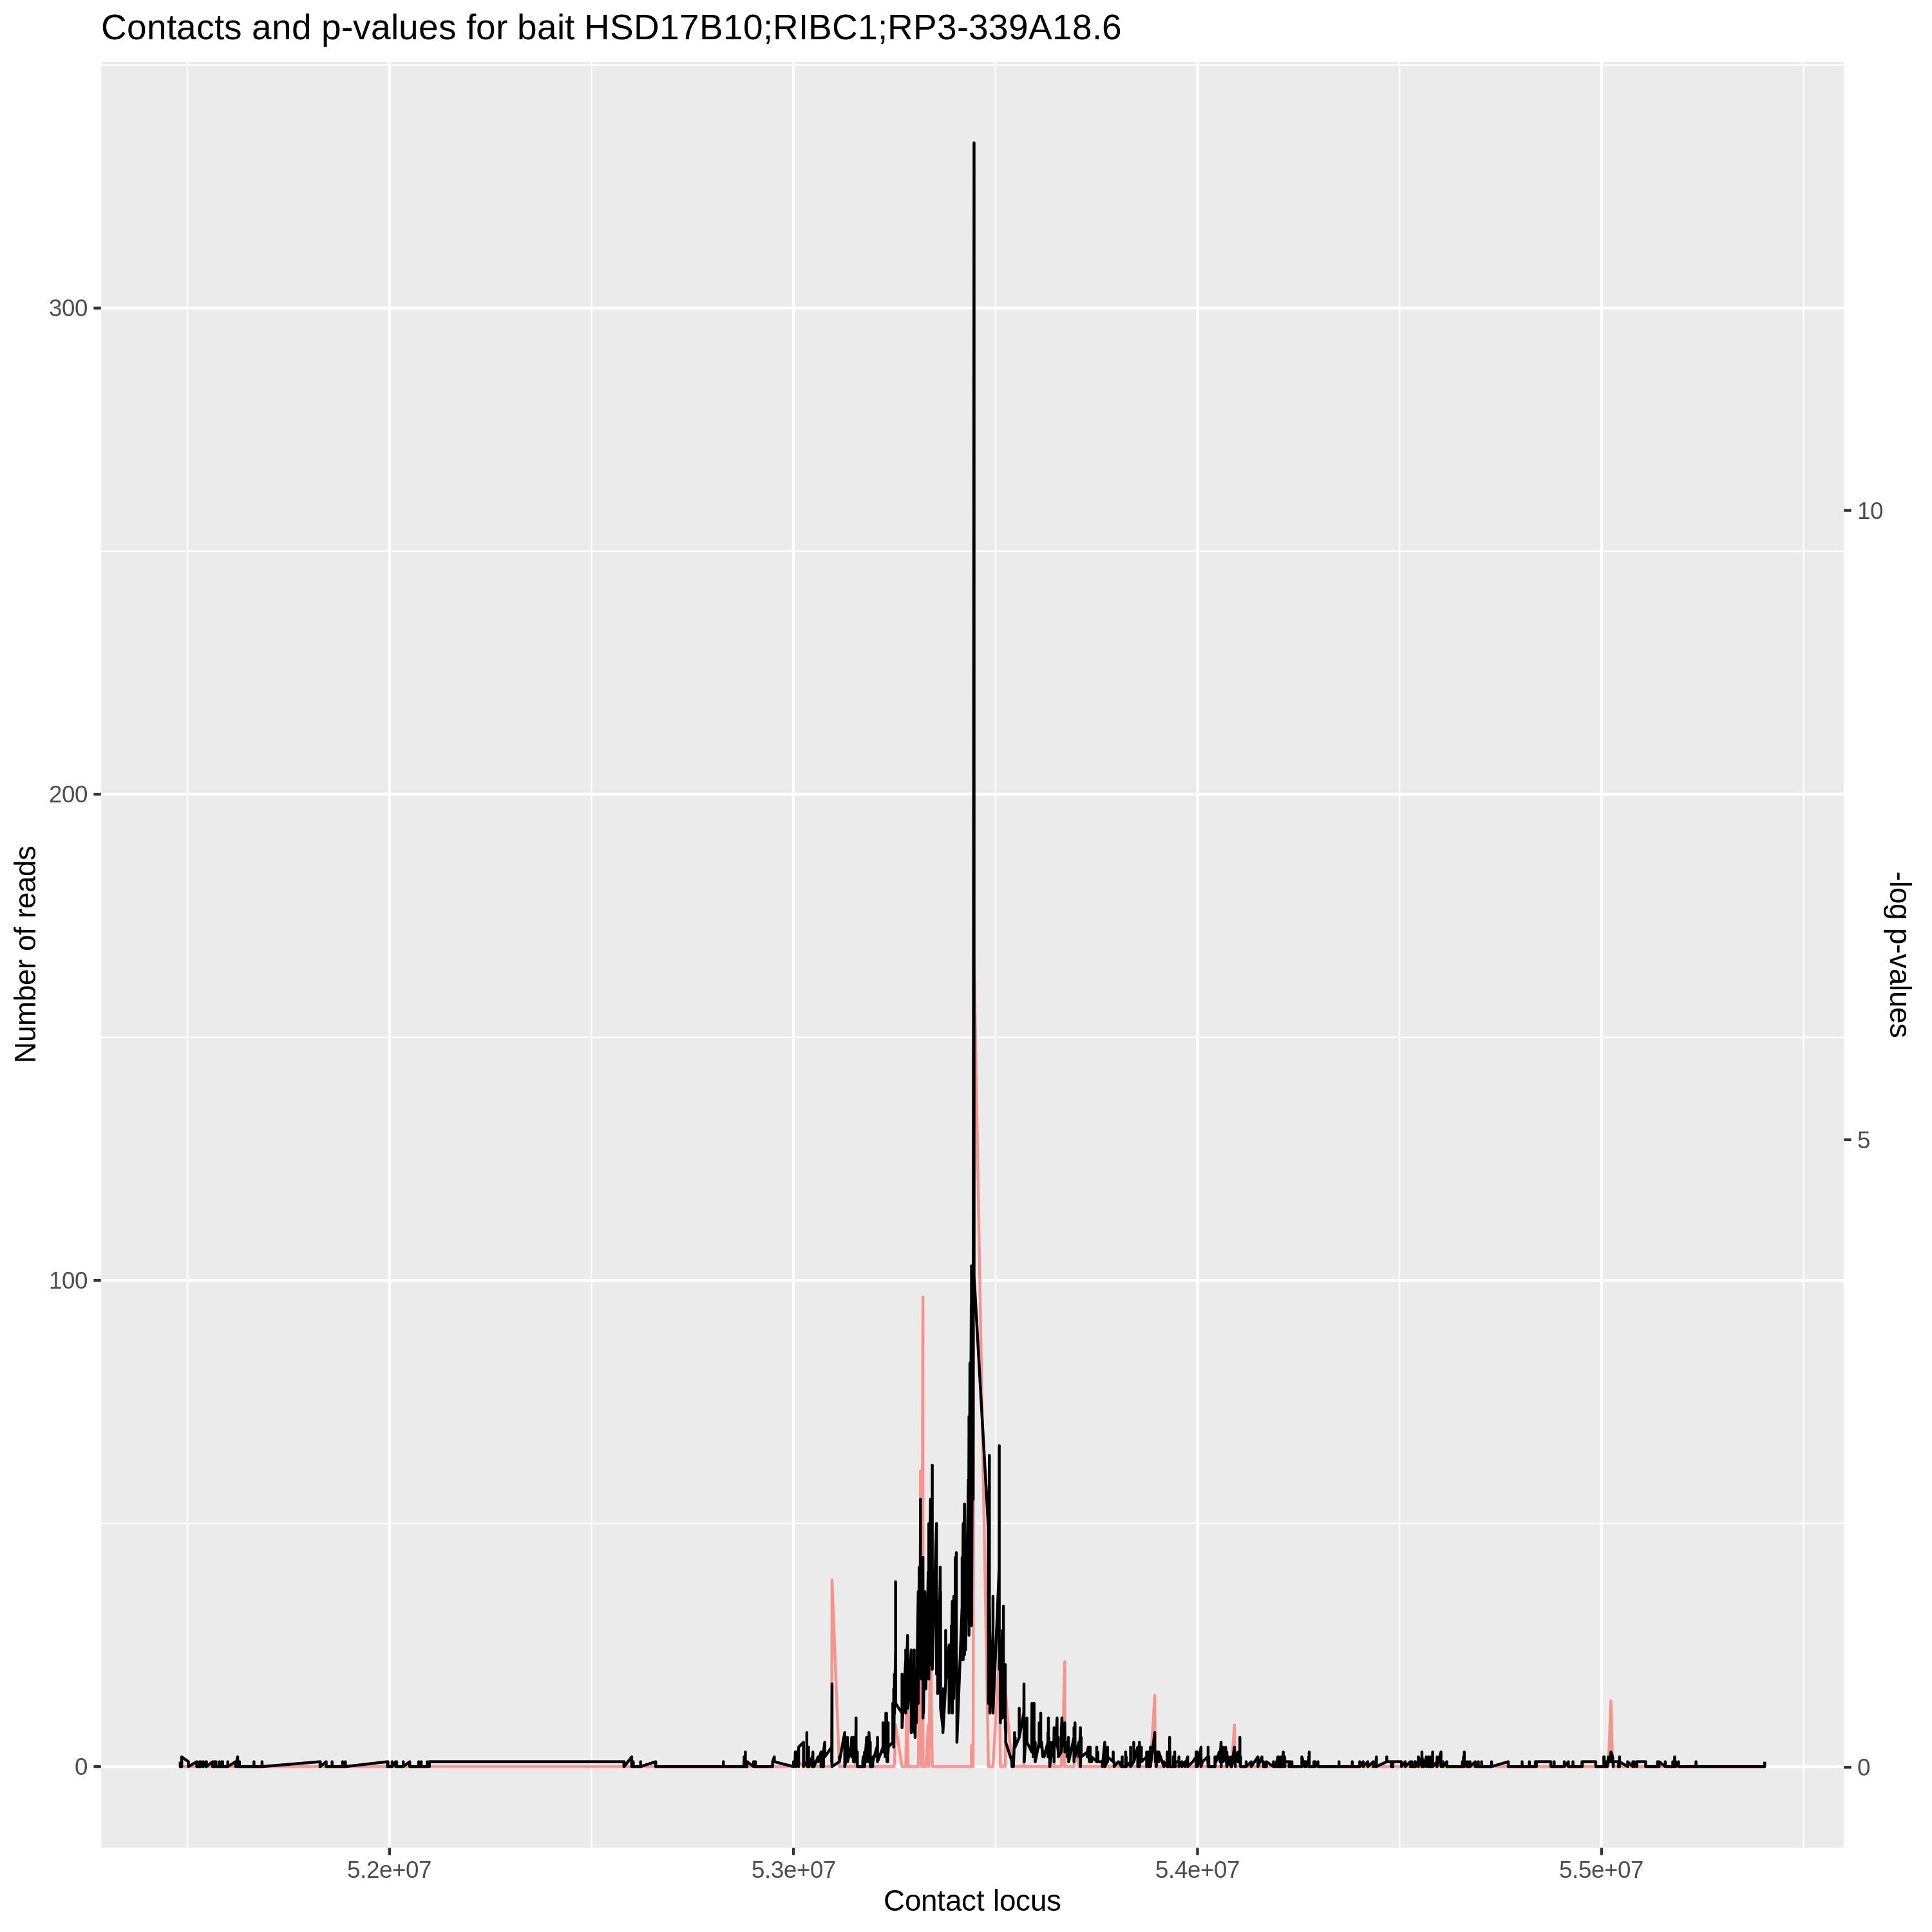 Contacts and p-values for bait HSD17B10;RIBC1;RP3-339A18.6
300
200
100
0
Number of reads
10
5
0
-log p-values
5.2e+07
5.3e+07
5.4e+07
5.5e+07
Contact locus